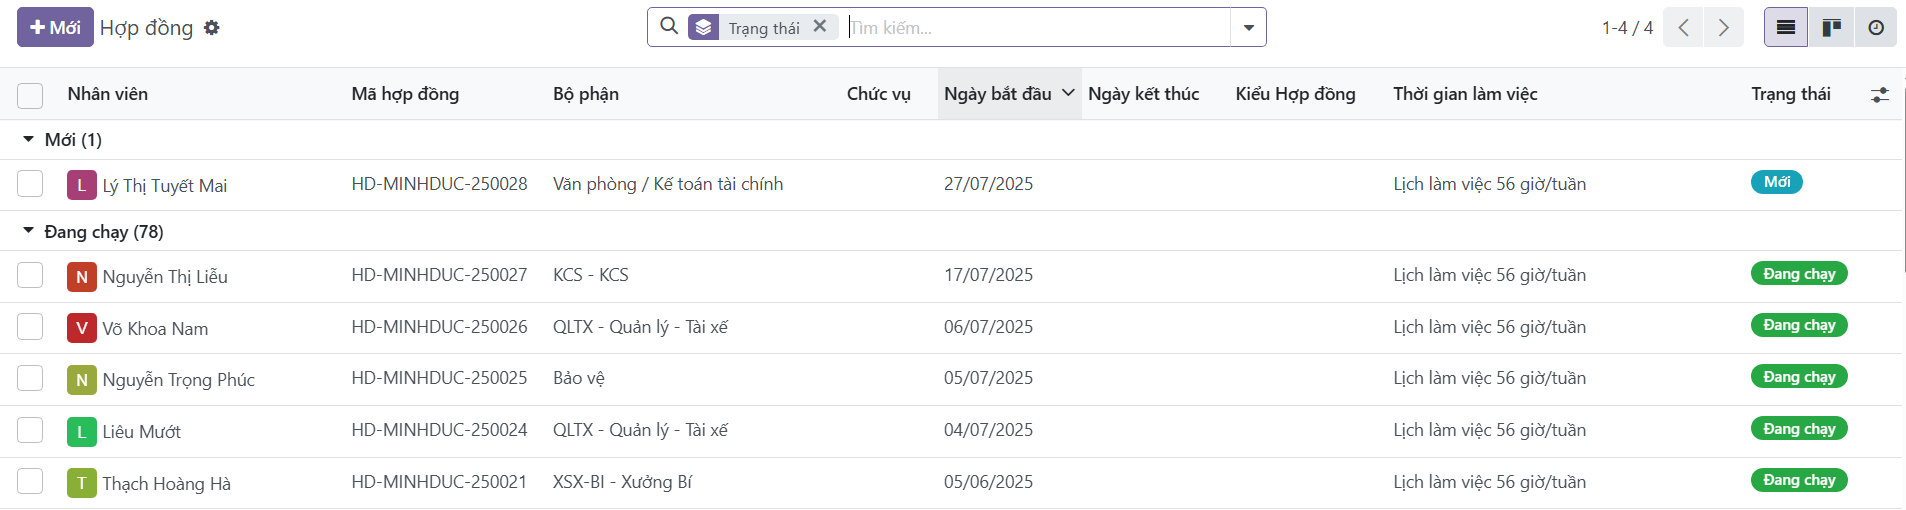 Mới Hợp đồng Trạng thái Tìm kiếm... 1-4 / 4
Nhân viên Mã hợp đồng Bộ phận Chức vụ Ngày bắt đầu Ngày kết thúc Kiểu Hợp đồng Thời gian làm việc Trạng thái
Mới (1)
L Lý Thị Tuyết Mai HD-MINHDUC-250028 Văn phòng / Kế toán tài chính 27/07/2025 Lịch làm việc 56 giờ/tuần Mới
Đang chạy (78)
N Nguyễn Thị Liễu HD-MINHDUC-250027 KCS - KCS 17/07/2025 Lịch làm việc 56 giờ/tuần Đang chạy
V Võ Khoa Nam HD-MINHDUC-250026 QLTX - Quản lý - Tài xế 06/07/2025 Lịch làm việc 56 giờ/tuần Đang chạy
N Nguyễn Trọng Phúc HD-MINHDUC-250025 Bảo vệ 05/07/2025 Lịch làm việc 56 giờ/tuần Đang chạy
L Liêu Mướt HD-MINHDUC-250024 QLTX - Quản lý - Tài xế 04/07/2025 Lịch làm việc 56 giờ/tuần Đang chạy
T Thạch Hoàng Hà HD-MINHDUC-250021 XSX-BI - Xưởng Bí 05/06/2025 Lịch làm việc 56 giờ/tuần Đang chạy